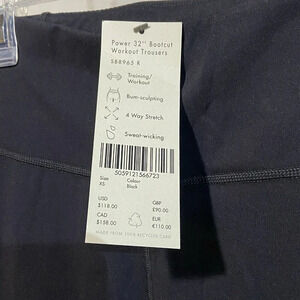 Power 32" Bootcut
Workout Trousers
SB8965 R
Training/
Workout
Bum-sculpting
4 Way Stretch
Sweat-wicking
5059121566723
Size
XS
Colour
Black
USD
$118.00
GBP
£90.00
CAD
$158.00
EUR
€110.00
MADE FROM 100% RECYCLED CARD